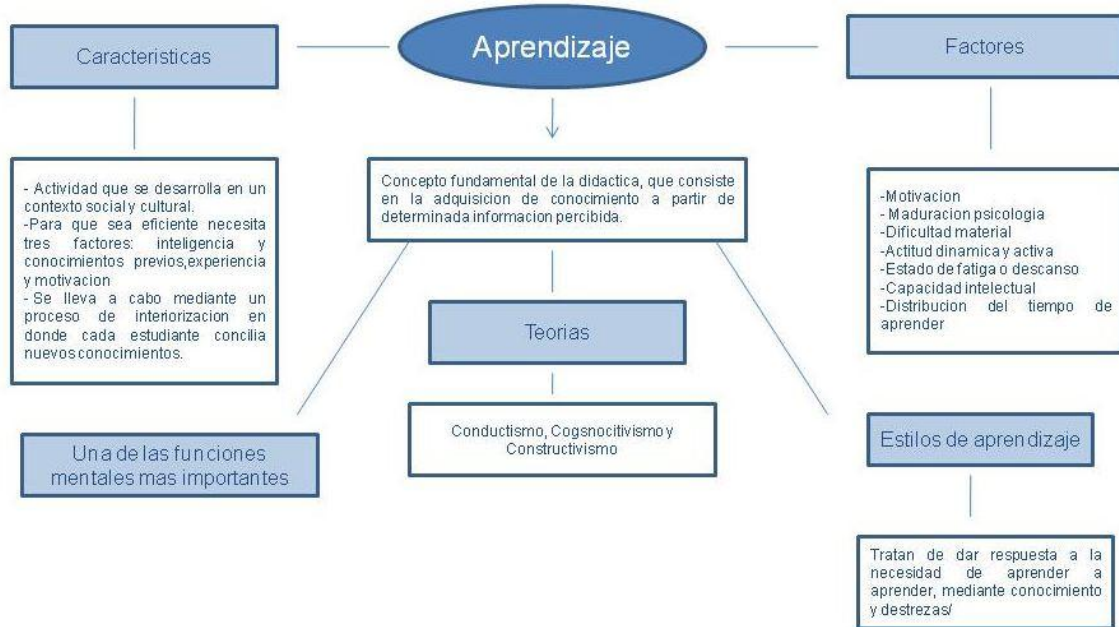 Aprendizaje
Caracteristicas
Factores
- Actividad que se desarrolla en un
contexto social y cultural.
-Para que sea eficiente necesita
tres factores: inteligencia y
conocimientos previos,experiencia
y motivacion
- Se lleva a cabo mediante un
proceso de interiorizacion en
donde cada estudiante concilia
nuevos conocimientos.
Concepto fundamental de la didactica, que consiste
en la adquisicion de conocimiento a partir de
determinada informacion percibida.
-Motivacion
- Maduracion psicologia
-Dificultad material
-Actitud dinamica y activa
-Estado de fatiga o descanso
-Capacidad intelectual
-Distribucion del tiempo de
aprender
Teorías
Conductismo, Cogsnocitivismo y
Constructivismo
Una de las funciones
mentales mas importantes
Estilos de aprendizaje
Tratan de dar respuesta a la
necesidad de aprender a
aprender, mediante conocimiento
y destrezas/